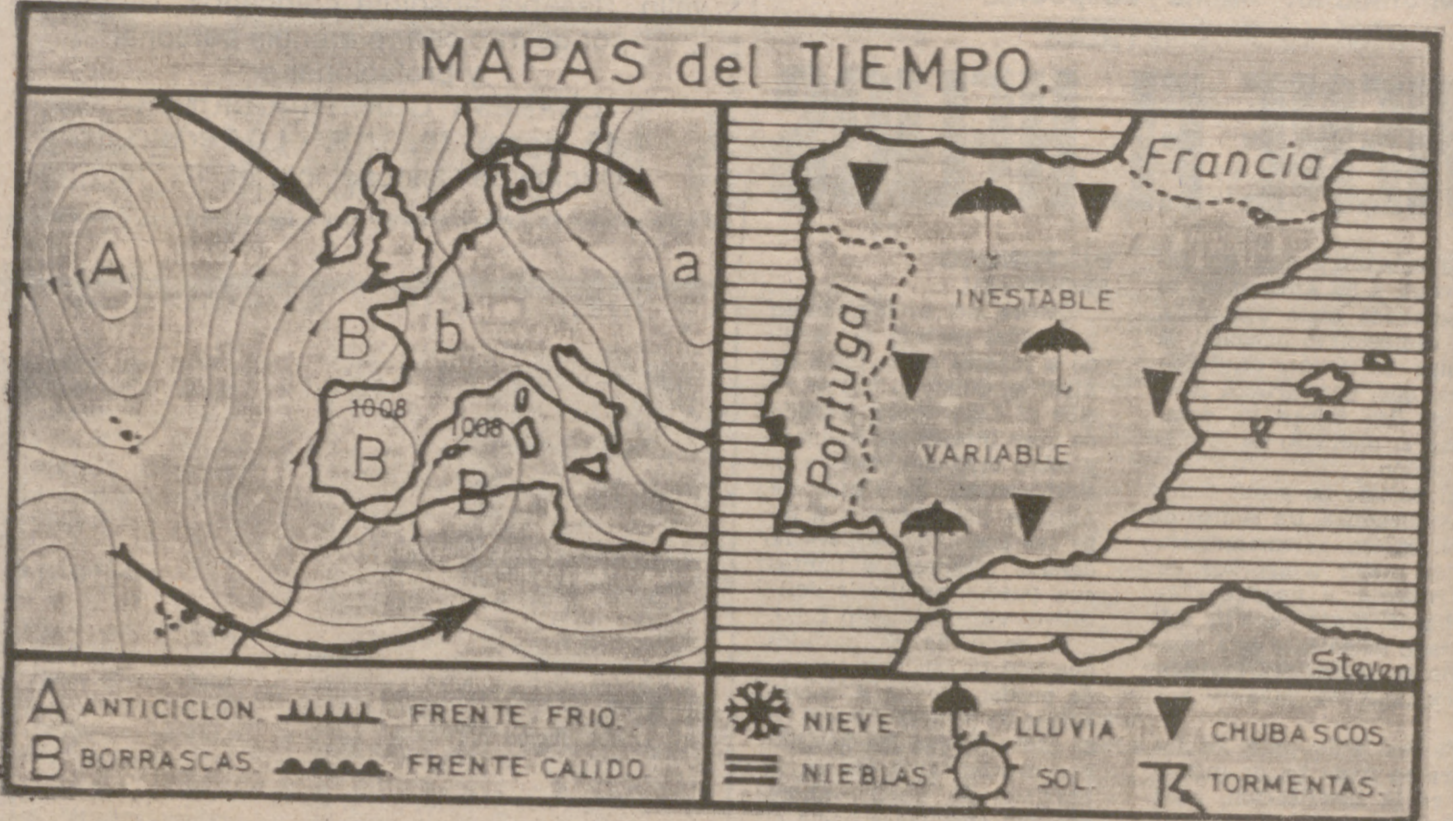 MAPAS del TIEMPO.
A
a
B
b
1008
B
1008
B
Francia
INESTABLE
Portugal
VARIABLE
Steven
A ANTICICLON. FRENTE FRIO.
B BORRASCAS. FRENTE CALIDO
NIEVE LLUVIA CHUBASCOS.
NIEBLAS SOL. TORMENTAS.